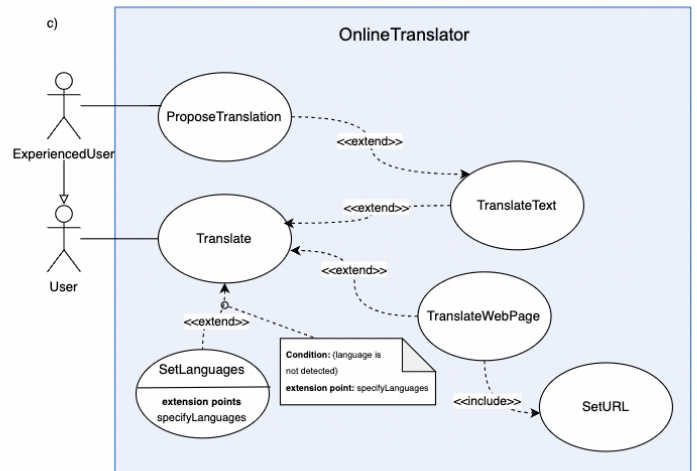 c)
OnlineTranslator
ProposeTranslation
<<extend>>
ExperiencedUser
<<extend>>
TranslateText
Translate
<<extend>>
User
TranslateWebPage
<<extend>>
Condition: {language is
not detected}
extension point: specifyLanguages
SetLanguages
extension points
specifyLanguages
<<include>>
SetURL